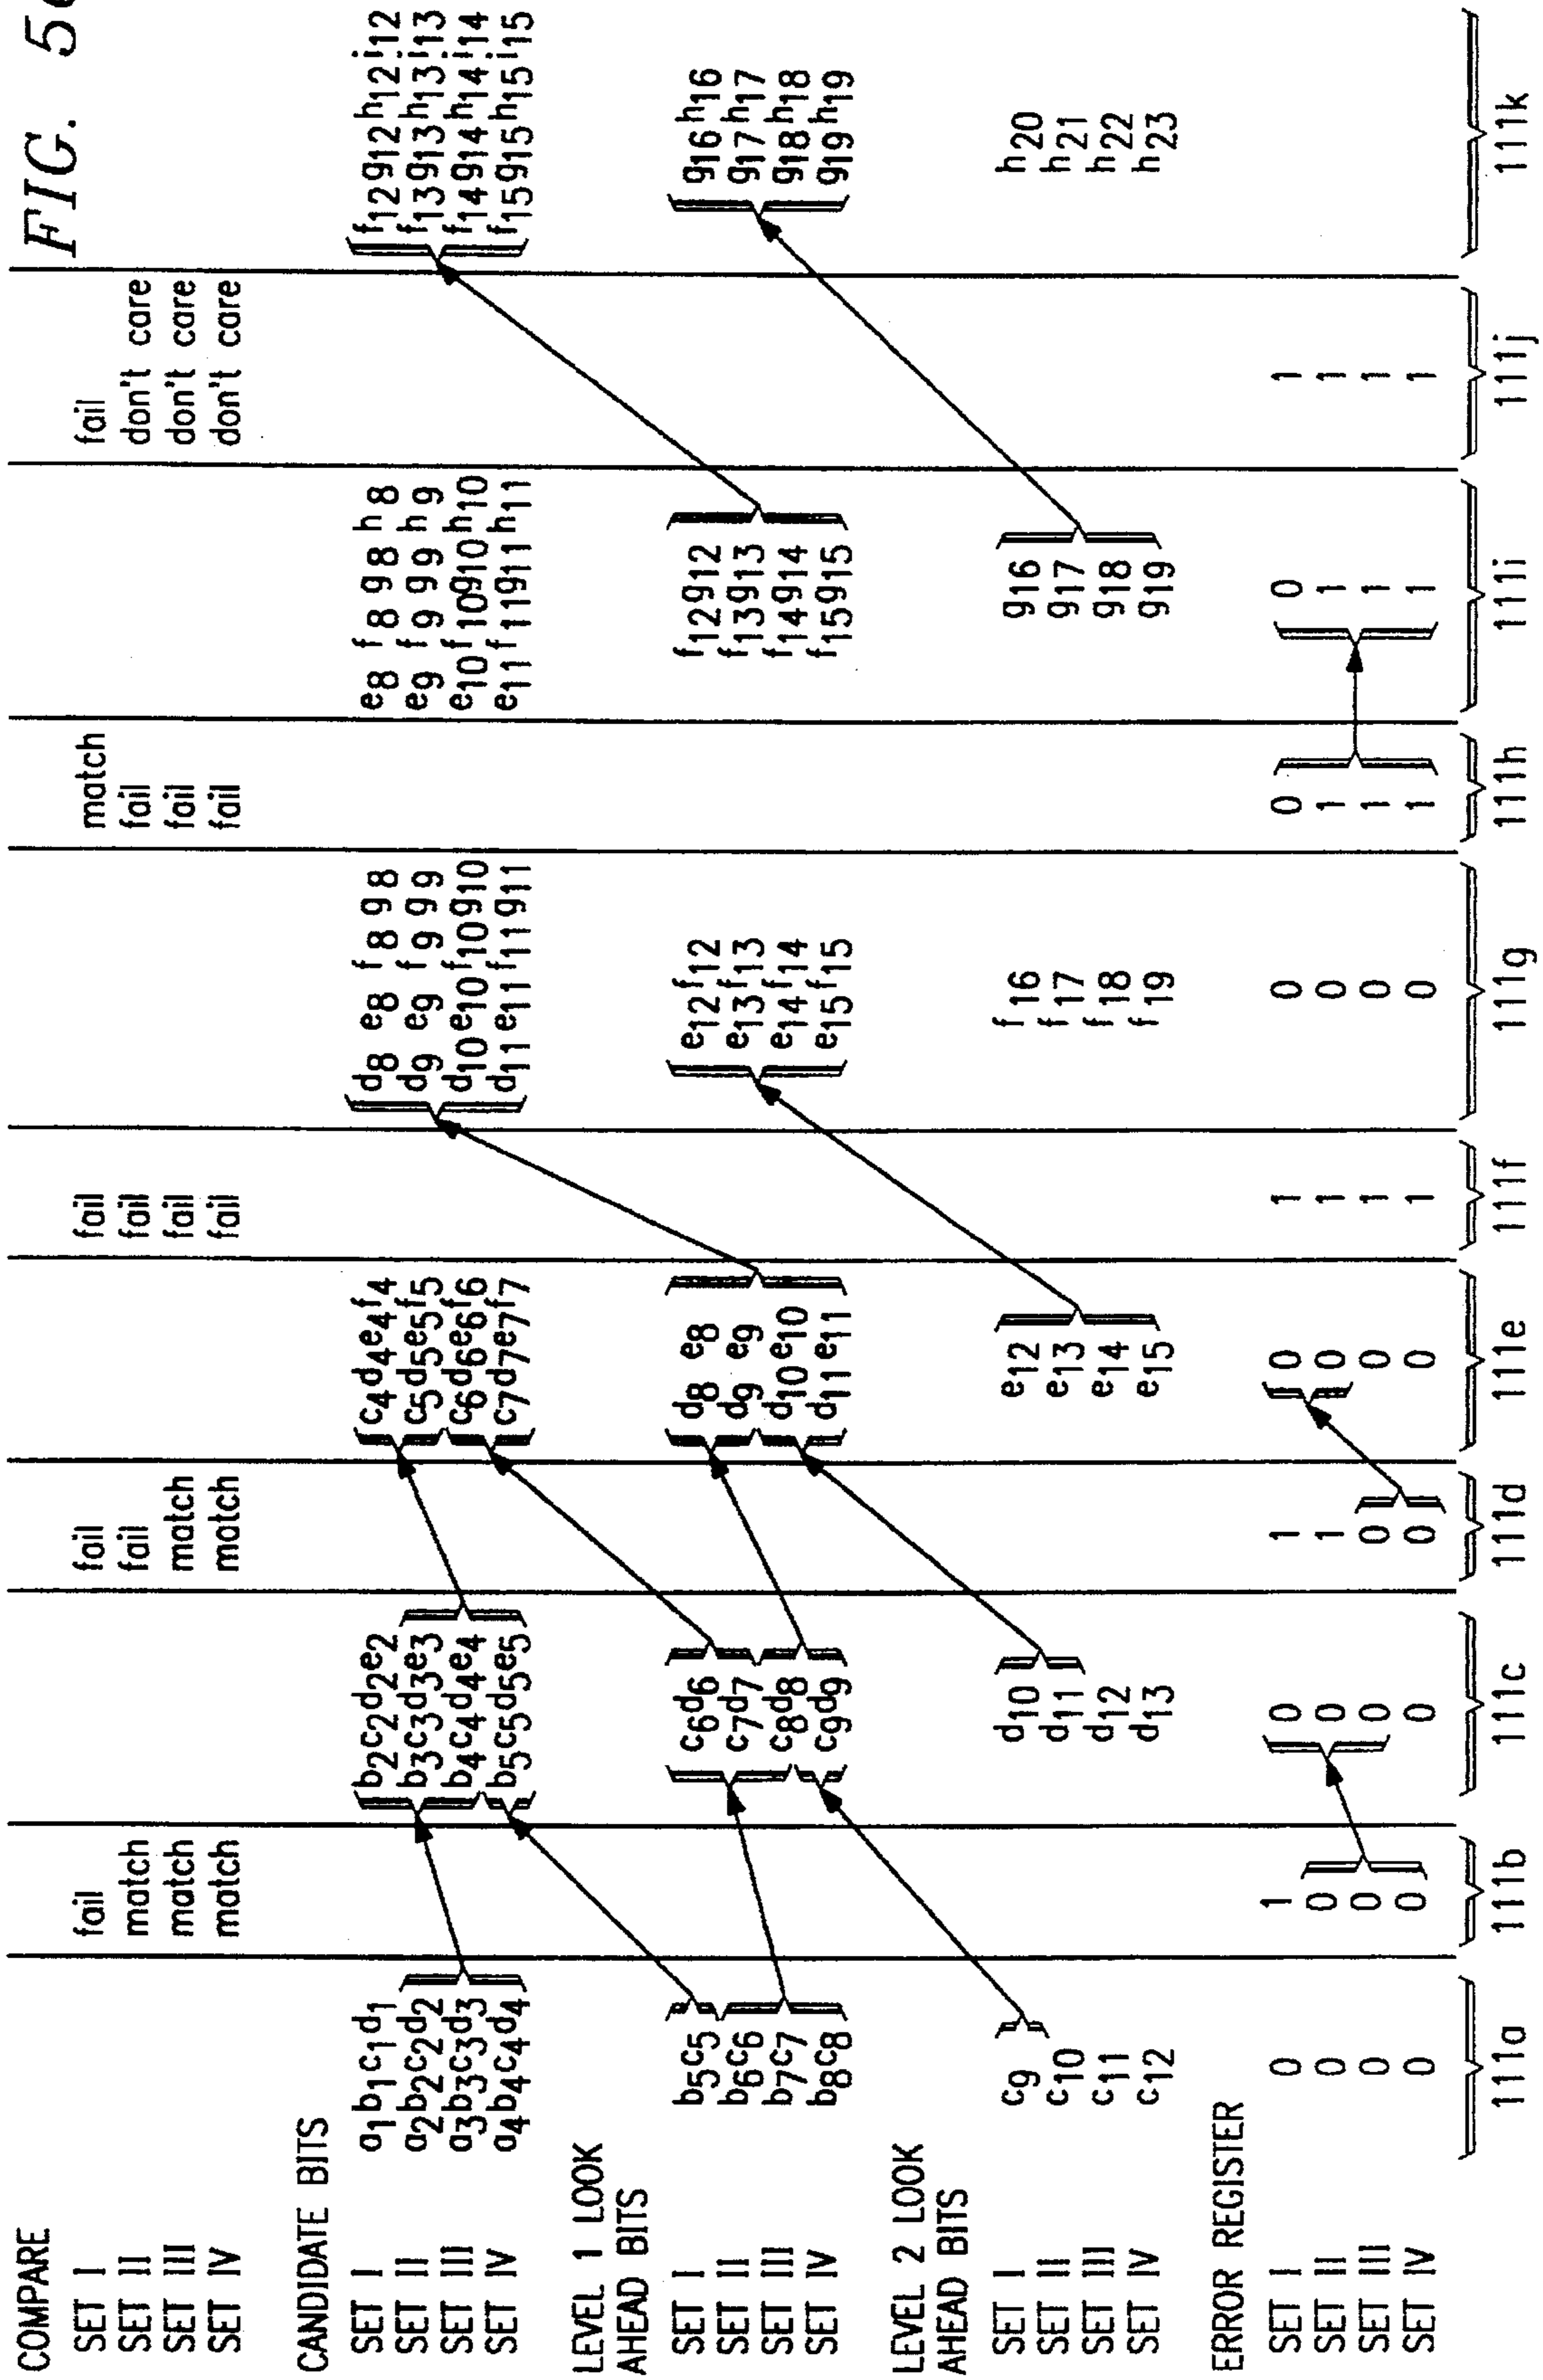 FIG. 5
COMPARE
SET I fail fail fail match fail
SET II match fail fail fail don't care
SET III match match fail fail don't care
SET IV match match fail fail don't care
CANDIDATE BITS
SET I a1b1c1d1 b2c2d2e2 c4d4e4f4 d8 e8 f8 g8 e8 f8 g8 h8 f12g12h12i12
SET II a2b2c2d2 b3c3d3e3 c5d5e5f5 d9 e9 f9 g9 e9 f9 g9 h9 f13g13h13i13
SET III a3b3c3d3 b4c4d4e4 c6d6e6f6 d10e10f10g10 e10f10g10h10 f14g14h14i14
SET IV a4b4c4d4 b5c5d5e5 c7d7e7f7 d11e11f11g11 e11f11g11h11 f15g15h15i15
LEVEL 1 LOOK
AHEAD BITS
SET I b5c5 c6d6 d8 e8 e12f12 f12g12 g16h16
SET II b6c6 c7d7 d9 e9 e13f13 f13g13 g17h17
SET III b7c7 c8d8 d10e10 e14f14 f14g14 g18h18
SET IV b8c8 c9d9 d11e11 e15f15 f15g15 g19h19
LEVEL 2 LOOK
AHEAD BITS
SET I c9 d10 e12 f16 g16 h20
SET II c10 d11 e13 f17 g17 h21
SET III c11 d12 e14 f18 g18 h22
SET IV c12 d13 e15 f19 g19 h23
ERROR REGISTER
SET I 0 1 0 1 0 1 0 0 0 1
SET II 0 0 0 1 0 1 0 1 1 1
SET III 0 0 0 0 0 1 0 1 1 1
SET IV 0 0 0 0 0 1 0 1 1 1
111a 111b 111c 111d 111e 111f 111g 111h 111i 111j 111k